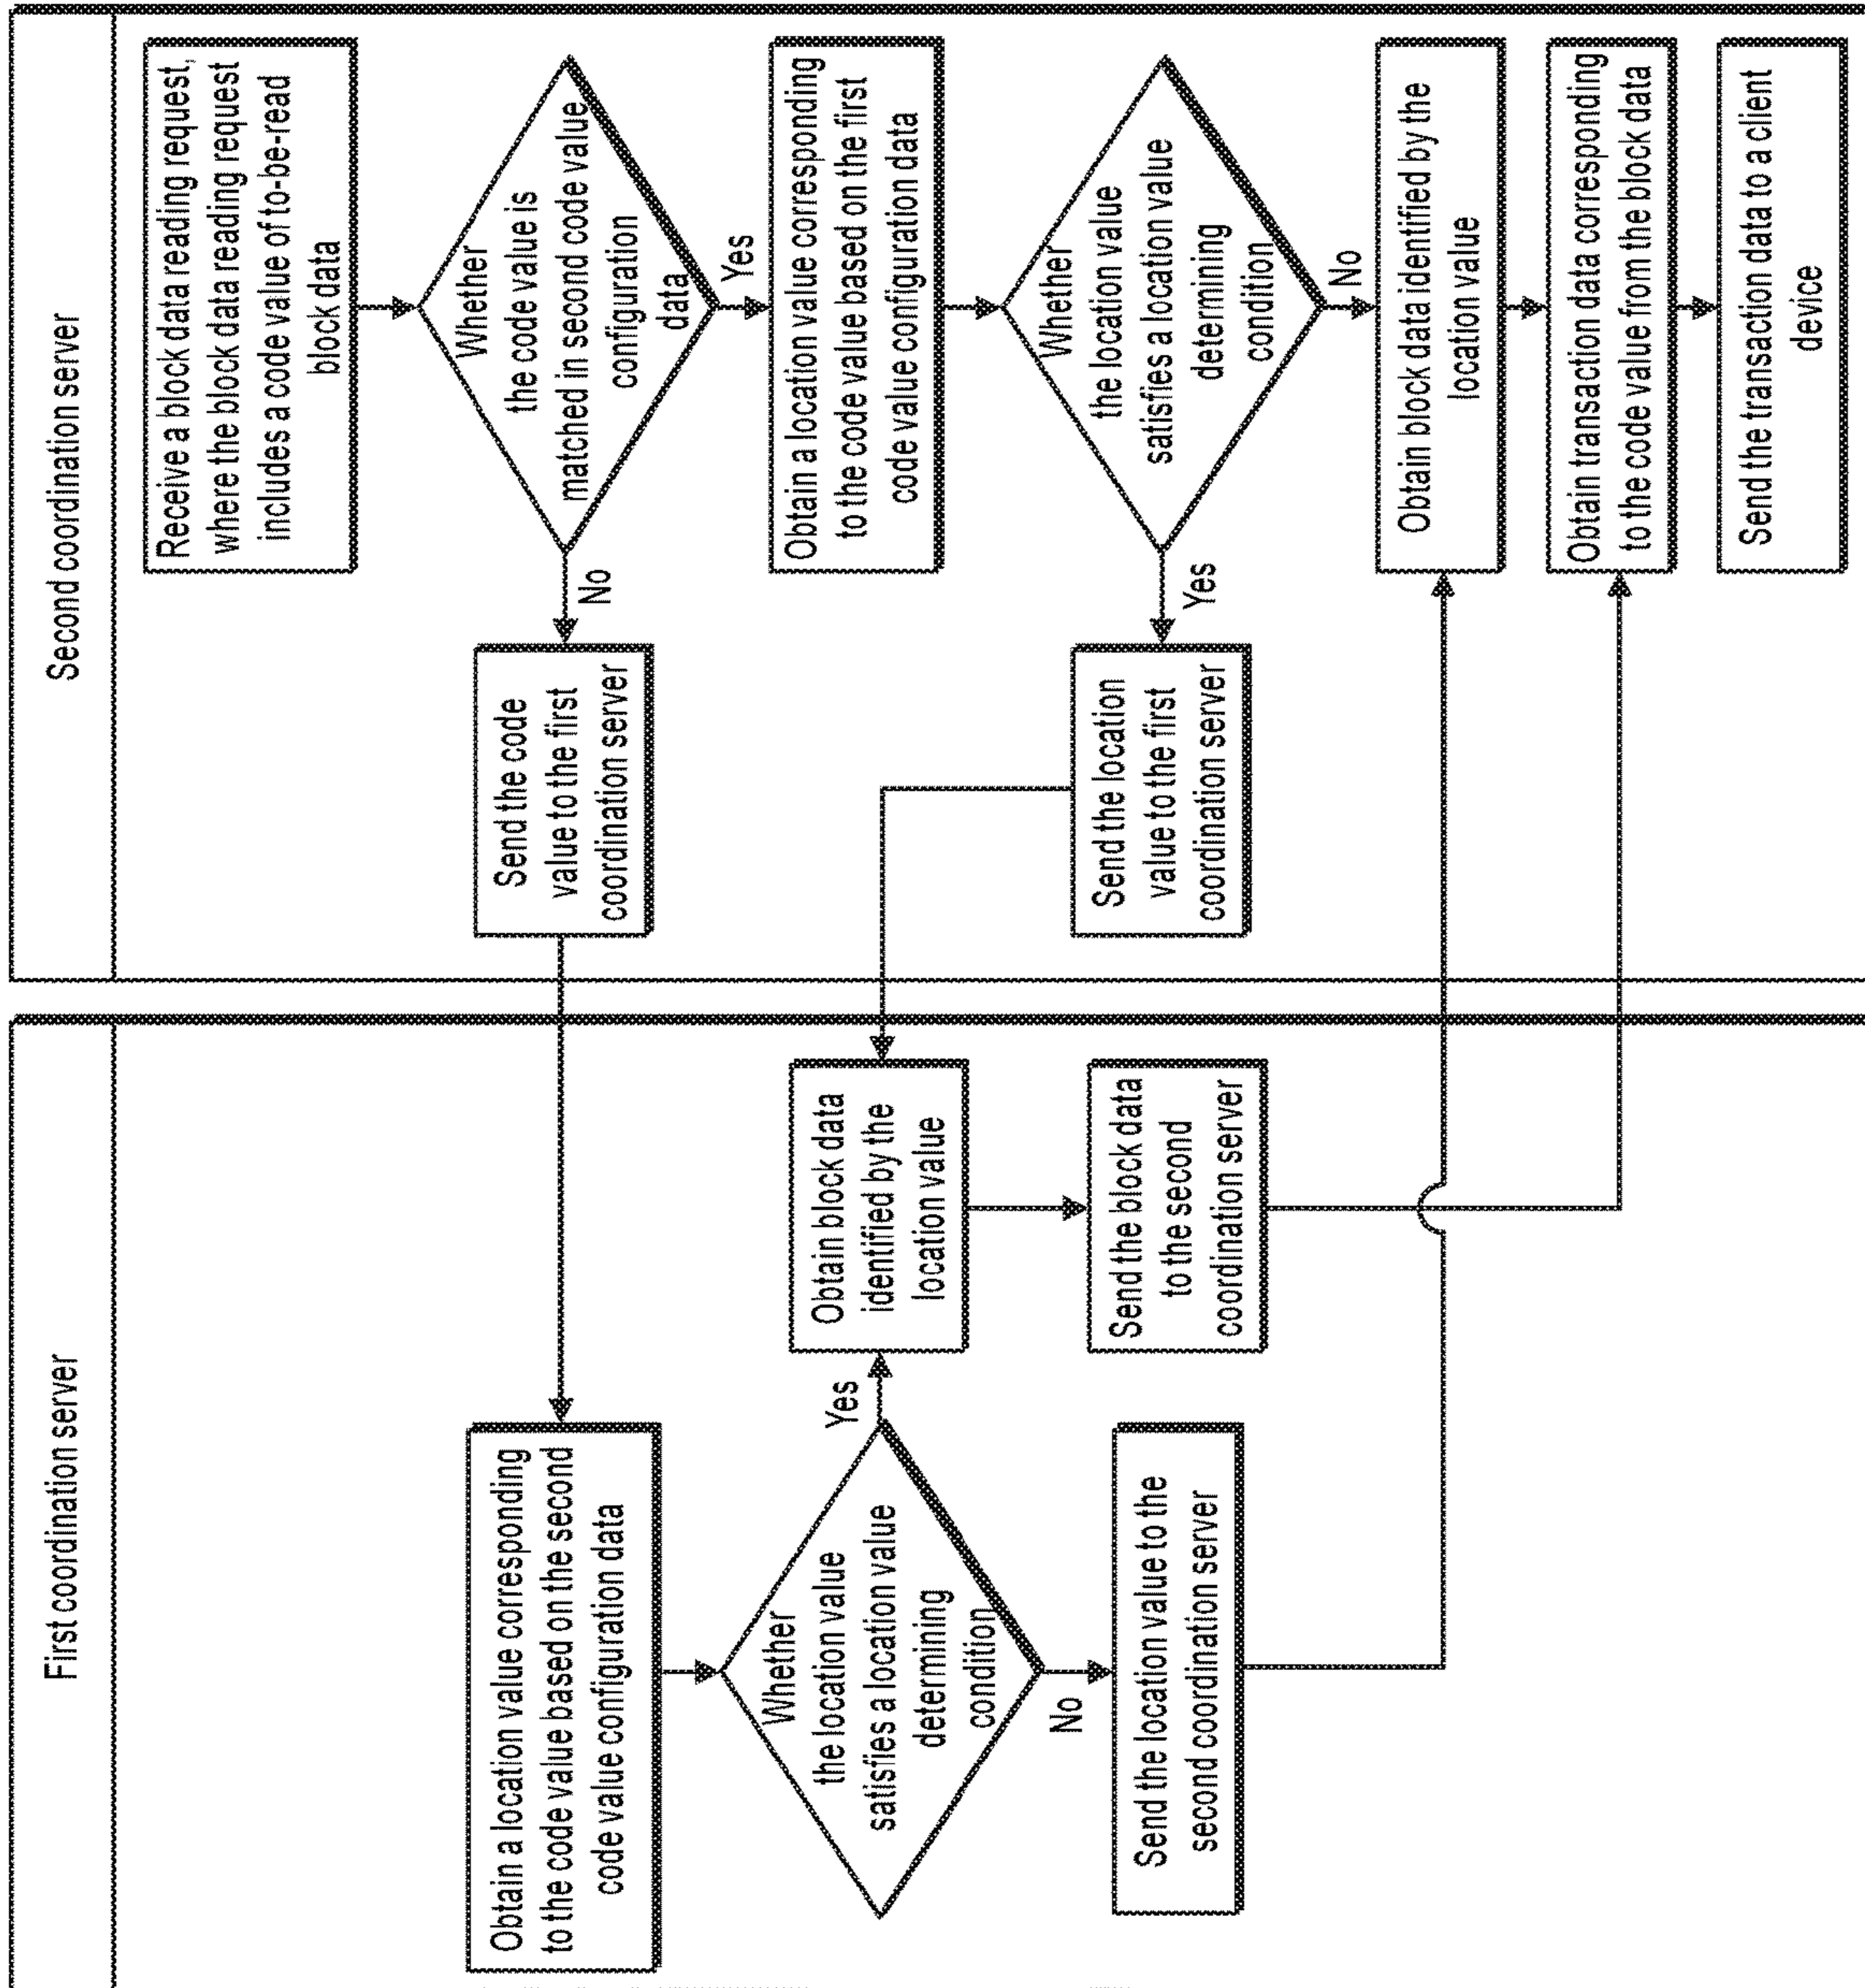 First coordination server
Obtain a location value corresponding
to the code value based on the second
code value configuration data
Whether
the location value
satisfies a location value
determining
condition
Yes
No
Send the location value to the
second coordination server
Obtain block data
identified by the
location value
Send the block data
to the second
coordination server
Second coordination server
Receive a block data reading request,
where the block data reading request
includes a code value of to-be-read
block data
Whether
the code value is
matched in second code value
configuration
data
No
Yes
Send the code
value to the first
coordination server
Obtain a location value corresponding
to the code value based on the first
code value configuration data
Whether
the location value
satisfies a location value
determining
condition
Yes
No
Send the location
value to the first
coordination server
Obtain block data identified by the
location value
Obtain transaction data corresponding
to the code value from the block data
Send the transaction data to a client
device